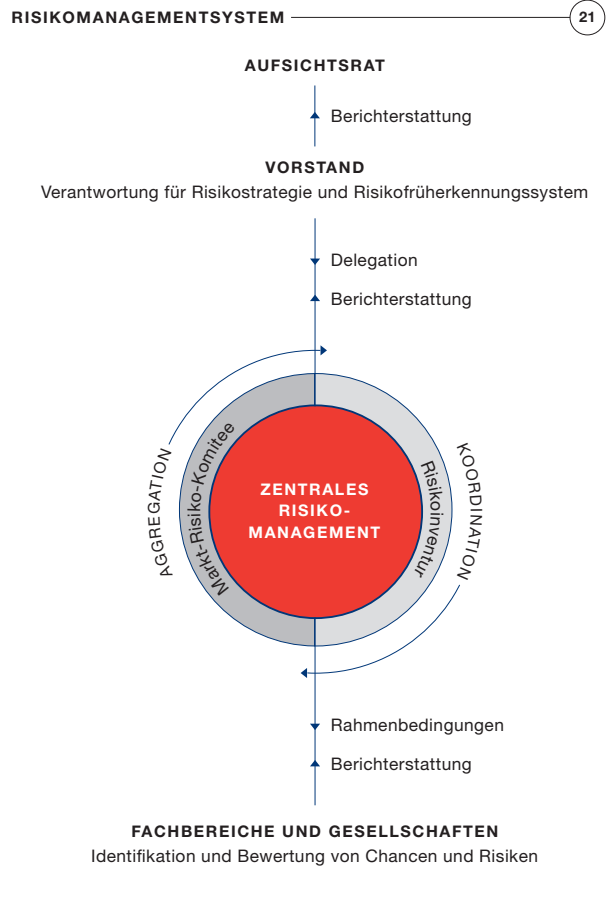 RISIKOMANAGEMENTSYSTEM 21
AUFSICHTSRAT
Berichterstattung
VORSTAND
Verantwortung für Risikostrategie und Risikofrüherkennungssystem
Delegation
Berichterstattung
AGGREGATION
Markt-Risiko-Komitee
ZENTRALES
RISIKO-
MANAGEMENT
Risikoinventur
KOORDINATION
Rahmenbedingungen
Berichterstattung
FACHBEREICHE UND GESELLSCHAFTEN
Identifikation und Bewertung von Chancen und Risiken